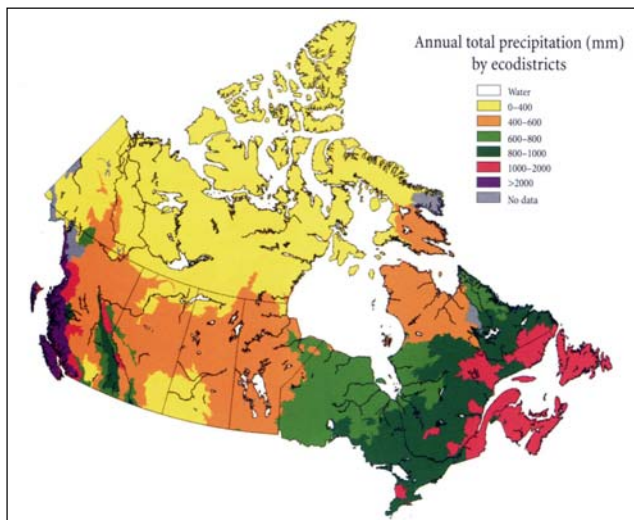 Annual total precipitation (mm)
by ecodistricts
Water
0–400
400–600
600–800
800–1000
1000–2000
>2000
No data